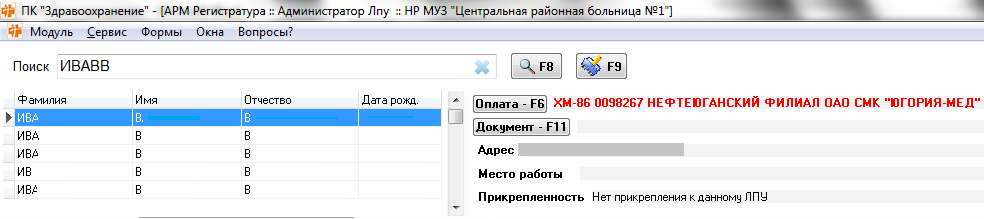 ПК "Здравоохранение" - [АРМ Регистратура :: Администратор Лпу :: НР МУЗ "Центральная районная больница №1"]
Модуль Сервис Формы Окна Вопросы?
Поиск ИВАВВ F8 F9
Фамилия Имя Отчество Дата рожд.
ИВА В. В
ИВА В В
ИВА В В
ИВ В В
ИВА В В
Оплата - F6 ХМ-86 0098267 НЕФТЕЮГАНСКИЙ ФИЛИАЛ ОАО СМК "ЮГОРИЯ-МЕД"
Документ - F11
Адрес
Место работы
Прикрепленность Нет прикрепления к данному ЛПУ